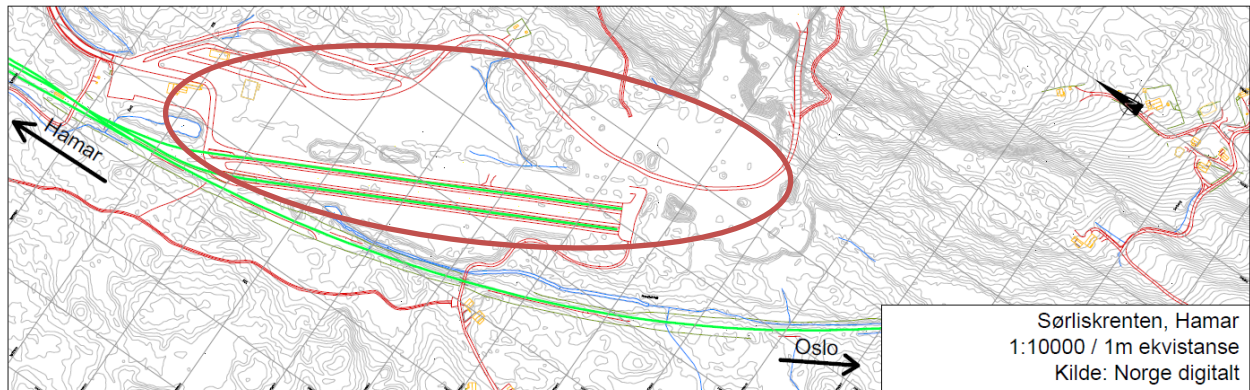 Hamar
Oslo
Sørliskrenten, Hamar
1:10000 / 1m ekvistanse
Kilde: Norge digitalt